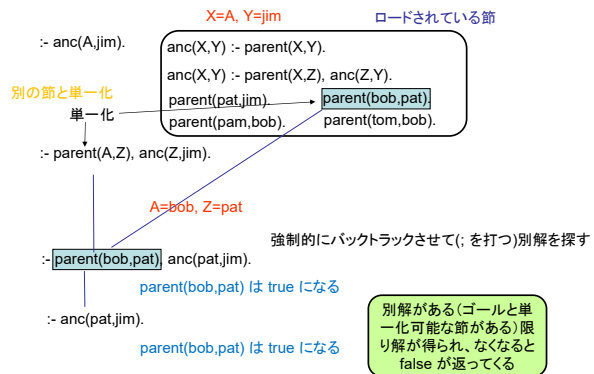 X=A, Y=jim
ロードされている節
:- anc(A,jim).
anc(X,Y) :- parent(X,Y).
anc(X,Y) :- parent(X,Z), anc(Z,Y).
parent(pat,jim). parent(bob,pat).
parent(pam,bob). parent(tom,bob).
別の節と単一化
単一化
:- parent(A,Z), anc(Z,jim).
A=bob, Z=pat
強制的にバックトラックさせて(; を打つ)別解を探す
:- parent(bob,pat), anc(pat,jim).
parent(bob,pat) は true になる
:- anc(pat,jim).
parent(bob,pat) は true になる
別解がある(ゴールと単
一化可能な節がある)限
り解が得られ、なくなると
false が返ってくる